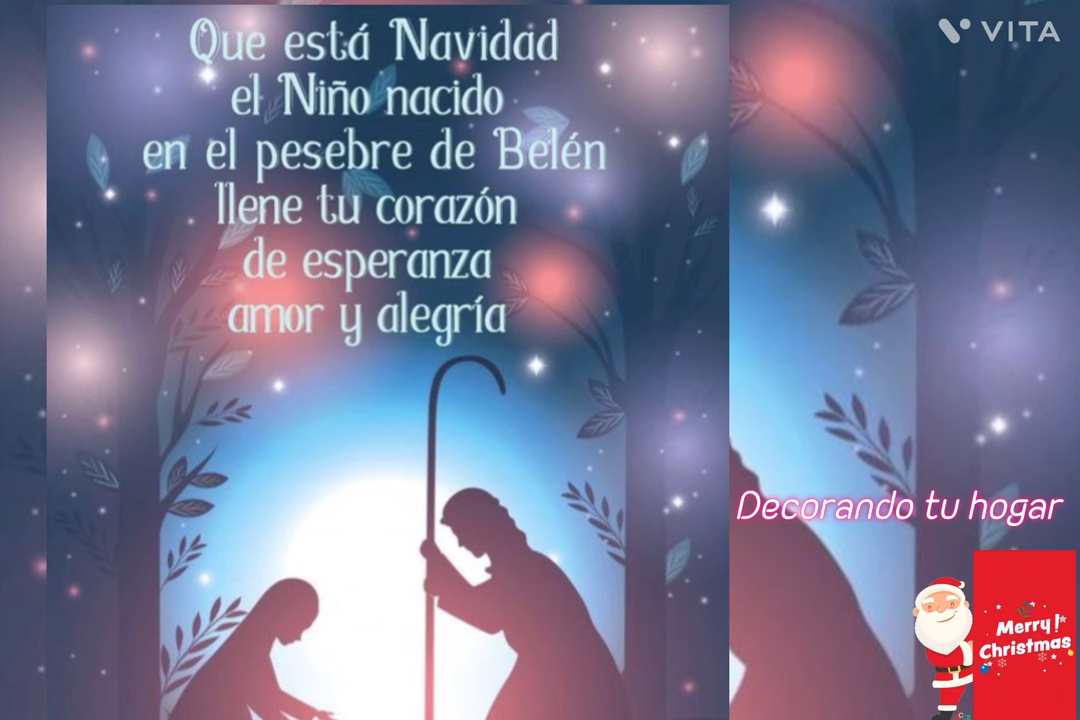 Que está Navidad
el Niño nacido
en el pesebre de Belén
llene tu corazón
de esperanza
amor y alegría
VITA
Decorando tu hogar
Merry!
Christmas